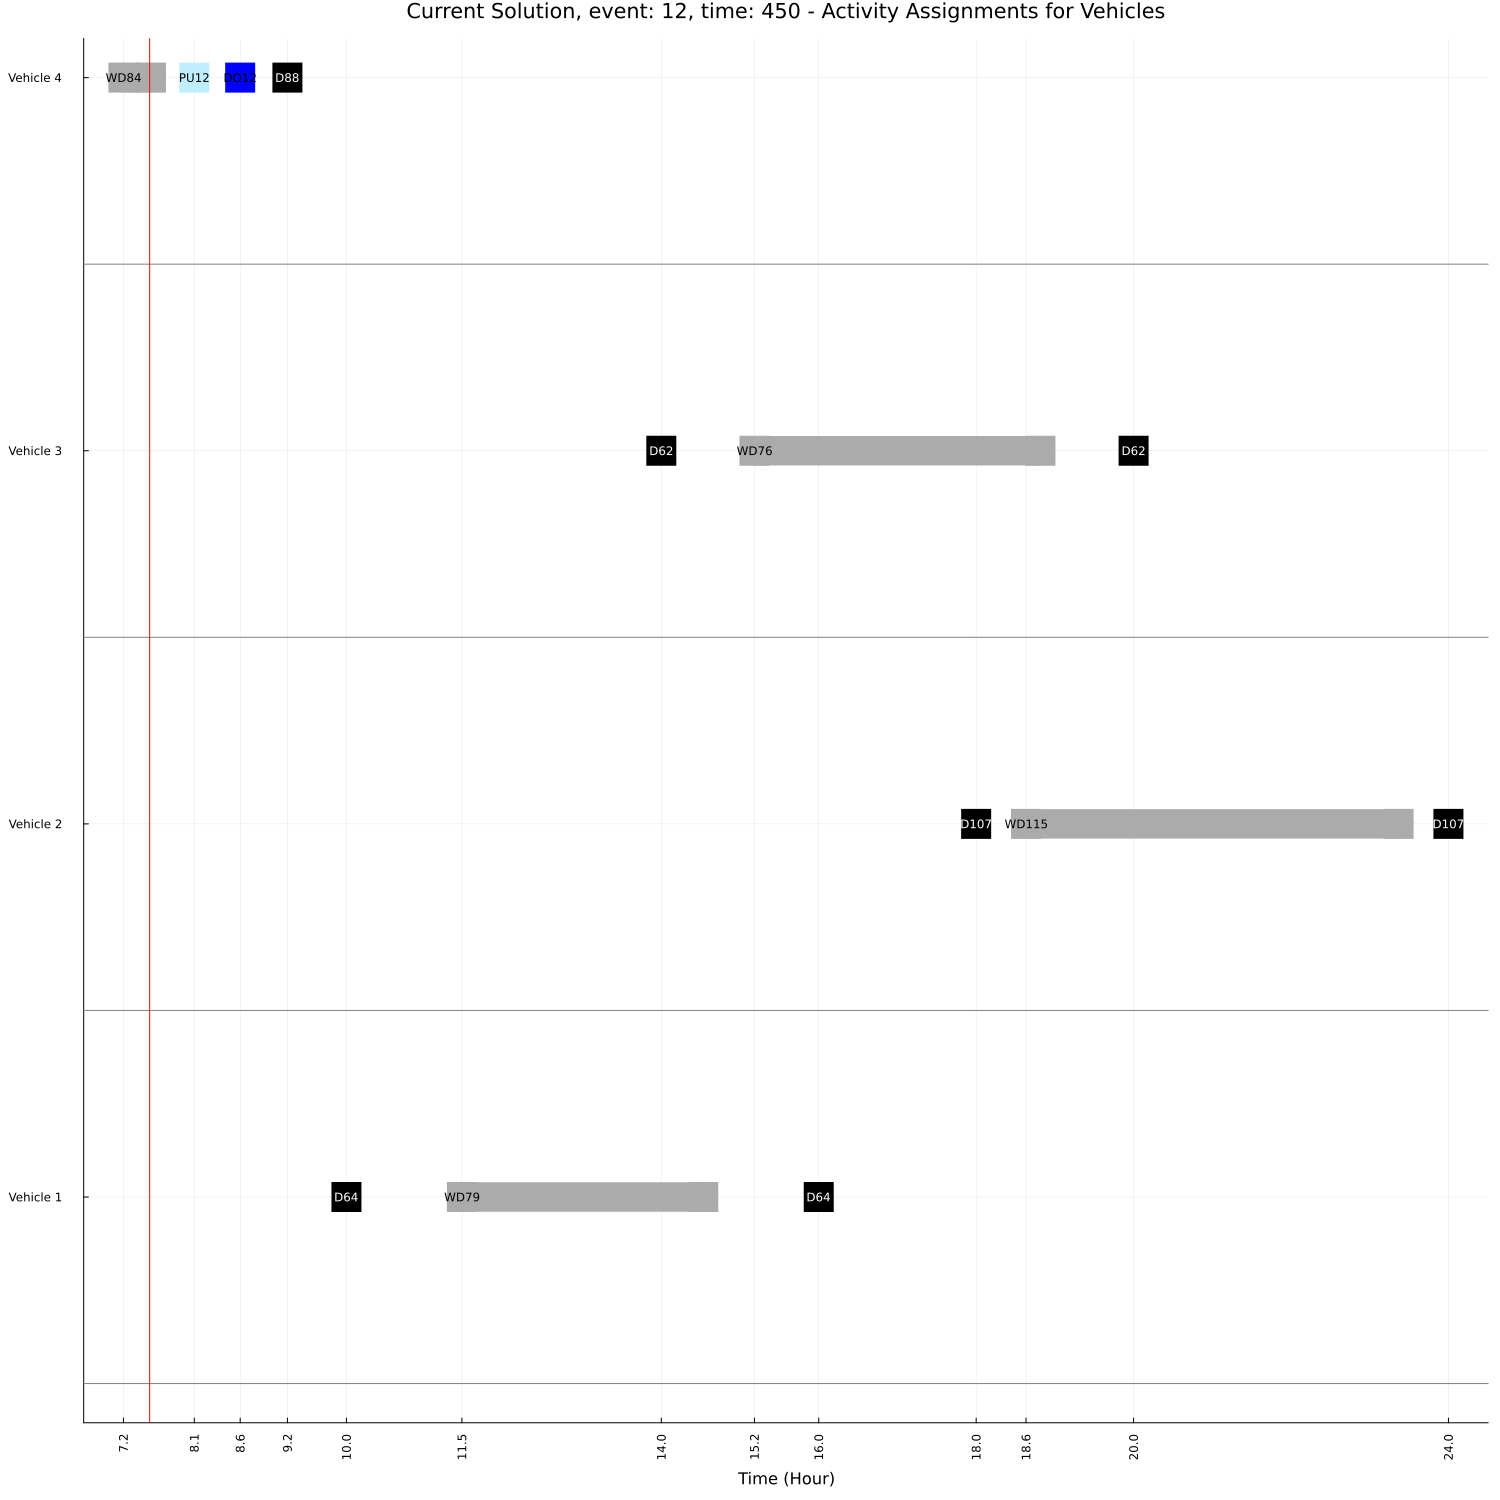 Current Solution, event: 12, time: 450 - Activity Assignments for Vehicles
Vehicle 4
WD84
PU12
DO12
D88
Vehicle 3
D62
WD76
D62
Vehicle 2
D107
WD115
D107
Vehicle 1
D64
WD79
D64
7.2
8.1
8.6
9.2
10.0
11.5
14.0
15.2
16.0
18.0
18.6
20.0
24.0
Time (Hour)